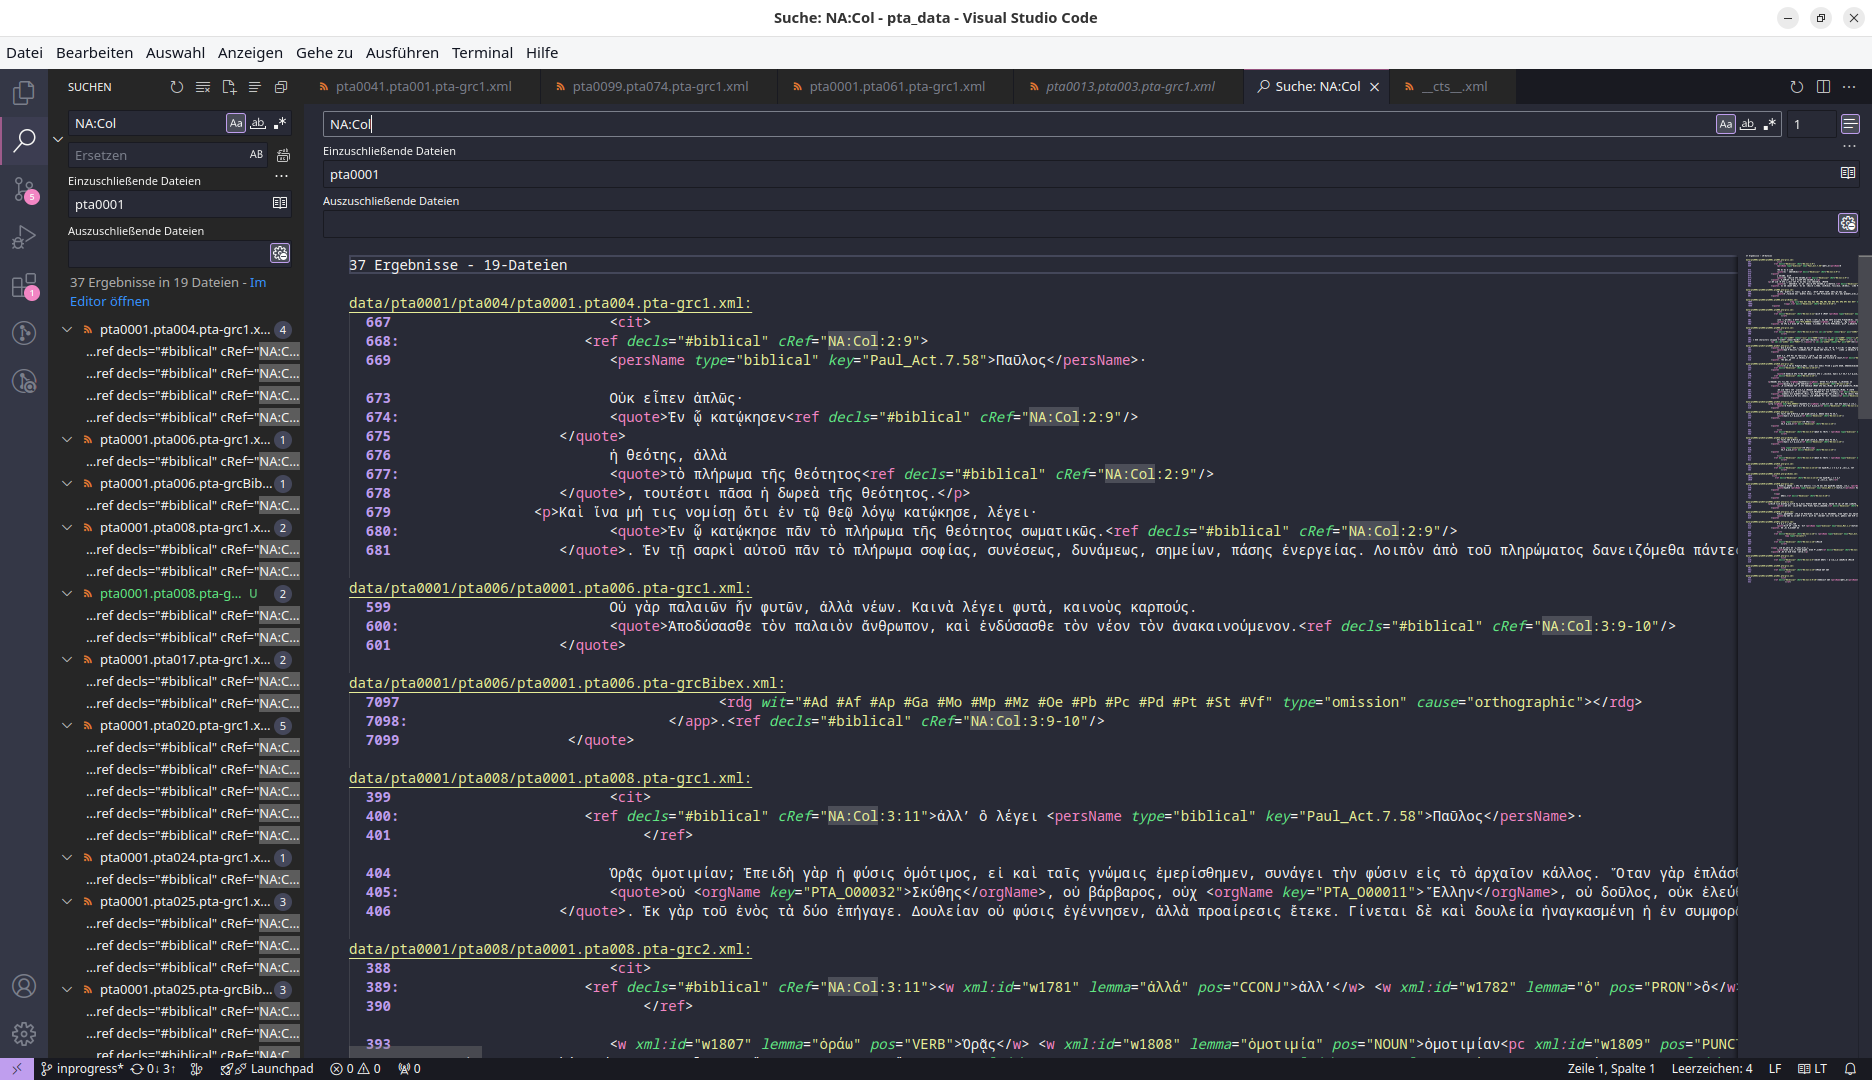 Suche: NA:Col - pta_data - Visual Studio Code
Datei Bearbeiten Auswahl Anzeigen Gehe zu Ausführen Terminal Hilfe
SUCHEN
NA:Col
Ersetzen
Einzuschließende Dateien
pta0001
Auszuschließende Dateien
37 Ergebnisse in 19 Dateien - Im
Editor öffnen
pta0001.pta004.pta-grc1.x... 4
...ref decls="#biblical" cRef="NA:C...
...ref decls="#biblical" cRef="NA:C...
...ref decls="#biblical" cRef="NA:C...
...ref decls="#biblical" cRef="NA:C...
pta0001.pta006.pta-grc1.x... 1
...ref decls="#biblical" cRef="NA:C...
pta0001.pta006.pta-grcBib... 1
...ref decls="#biblical" cRef="NA:C...
pta0001.pta008.pta-grc1.x... 2
...ref decls="#biblical" cRef="NA:C...
...ref decls="#biblical" cRef="NA:C...
pta0001.pta008.pta-g... U 2
...ref decls="#biblical" cRef="NA:C...
...ref decls="#biblical" cRef="NA:C...
pta0001.pta017.pta-grc1.x... 2
...ref decls="#biblical" cRef="NA:C...
...ref decls="#biblical" cRef="NA:C...
pta0001.pta020.pta-grc1.x... 5
...ref decls="#biblical" cRef="NA:C...
...ref decls="#biblical" cRef="NA:C...
...ref decls="#biblical" cRef="NA:C...
...ref decls="#biblical" cRef="NA:C...
...ref decls="#biblical" cRef="NA:C...
pta0001.pta024.pta-grc1.x... 1
...ref decls="#biblical" cRef="NA:C...
pta0001.pta025.pta-grc1.x... 3
...ref decls="#biblical" cRef="NA:C...
...ref decls="#biblical" cRef="NA:C...
...ref decls="#biblical" cRef="NA:C...
pta0001.pta025.pta-grcBib... 3
...ref decls="#biblical" cRef="NA:C...
...ref decls="#biblical" cRef="NA:C...
...ref decls="#biblical" cRef="NA:C...
pta0041.pta001.pta-grc1.xml pta0099.pta074.pta-grc1.xml pta0001.pta061.pta-grc1.xml pta0013.pta003.pta-grc1.xml Suche: NA:Col __cts__.xml
NA:Col 1
Einzuschließende Dateien
pta0001
Auszuschließende Dateien
37 Ergebnisse - 19-Dateien
data/pta0001/pta004/pta0001.pta004.pta-grc1.xml:
667 <cit>
668: <ref decls="#biblical" cRef="NA:Col:2:9">
669 <persName type="biblical" key="Paul_Act.7.58">Παῦλος</persName>·
673 Οὐκ εἶπεν ἁπλῶς·
674: <quote>Ἐν ᾧ κατῴκησεν<ref decls="#biblical" cRef="NA:Col:2:9"/>
675 </quote>
676 ἡ θεότης, ἀλλὰ
677: <quote>τὸ πλήρωμα τῆς θεότητος<ref decls="#biblical" cRef="NA:Col:2:9"/>
678 </quote>, τουτέστι πᾶσα ἡ δωρεὰ τῆς θεότητος.</p>
679 <p>Καὶ ἵνα μή τις νομίσῃ ὅτι ἐν τῷ θεῷ λόγῳ κατῴκησε, λέγει·
680: <quote>Ἐν ᾧ κατῴκησε πᾶν τὸ πλήρωμα τῆς θεότητος σωματικῶς.<ref decls="#biblical" cRef="NA:Col:2:9"/>
681 </quote>. Ἐν τῇ σαρκὶ αὐτοῦ πᾶν τὸ πλήρωμα σοφίας, συνέσεως, δυνάμεως, σημείων, πάσης ἐνεργείας. Λοιπὸν ἀπὸ τοῦ πληρώματος δανειζόμεθα πάντε
data/pta0001/pta006/pta0001.pta006.pta-grc1.xml:
599 Οὐ γὰρ παλαιῶν ἦν φυτῶν, ἀλλὰ νέων. Καινὰ λέγει φυτὰ, καινοὺς καρπούς.
600: <quote>Ἀποδύσασθε τὸν παλαιὸν ἄνθρωπον, καὶ ἐνδύσασθε τὸν νέον τὸν ἀνακαινούμενον.<ref decls="#biblical" cRef="NA:Col:3:9-10"/>
601 </quote>
data/pta0001/pta006/pta0001.pta006.pta-grcBibex.xml:
7097 <rdg wit="#Ad #Af #Ap #Ga #Mo #Mp #Mz #Oe #Pb #Pc #Pd #Pt #St #Vf" type="omission" cause="orthographic"></rdg>
7098: </app>.<ref decls="#biblical" cRef="NA:Col:3:9-10"/>
7099 </quote>
data/pta0001/pta008/pta0001.pta008.pta-grc1.xml:
399 <cit>
400: <ref decls="#biblical" cRef="NA:Col:3:11">ἀλλ’ ὃ λέγει <persName type="biblical" key="Paul_Act.7.58">Παῦλος</persName>·
401 </ref>
404 Ὁρᾷς ὁμοτιμίαν; Ἐπειδὴ γὰρ ἡ φύσις ὁμότιμος, εἰ καὶ ταῖς γνώμαις ἐμερίσθημεν, συνάγει τὴν φύσιν εἰς τὸ ἀρχαῖον κάλλος. Ὅταν γὰρ ἐπλάσ
405: <quote>οὐ <orgName key="PTA_O00032">Σκύθης</orgName>, οὐ βάρβαρος, οὐχ <orgName key="PTA_O00011">Ἕλλην</orgName>, οὐ δοῦλος, οὐκ ἐλεύ
406 </quote>. Ἐκ γὰρ τοῦ ἑνὸς τὰ δύο ἐπήγαγε. Δουλείαν οὐ φύσις ἐγέννησεν, ἀλλὰ προαίρεσις ἔτεκε. Γίνεται δὲ καὶ δουλεία ἠναγκασμένη ἡ ἐν συμφορ
data/pta0001/pta008/pta0001.pta008.pta-grc2.xml:
388 <cit>
389: <ref decls="#biblical" cRef="NA:Col:3:11"><w xml:id="w1781" lemma="ἀλλά" pos="CCONJ">ἀλλ’</w> <w xml:id="w1782" lemma="ὁ" pos="PRON">ὃ</w
390 </ref>
393 <w xml:id="w1807" lemma="ὁράω" pos="VERB">Ὁρᾷς</w> <w xml:id="w1808" lemma="ὁμοτιμία" pos="NOUN">ὁμοτιμίαν<pc xml:id="w1809" pos="PUNC
inprogress* 0↓ 3↑ Launchpad 0 0 0 Zeile 1, Spalte 1 Leerzeichen: 4 LF LT